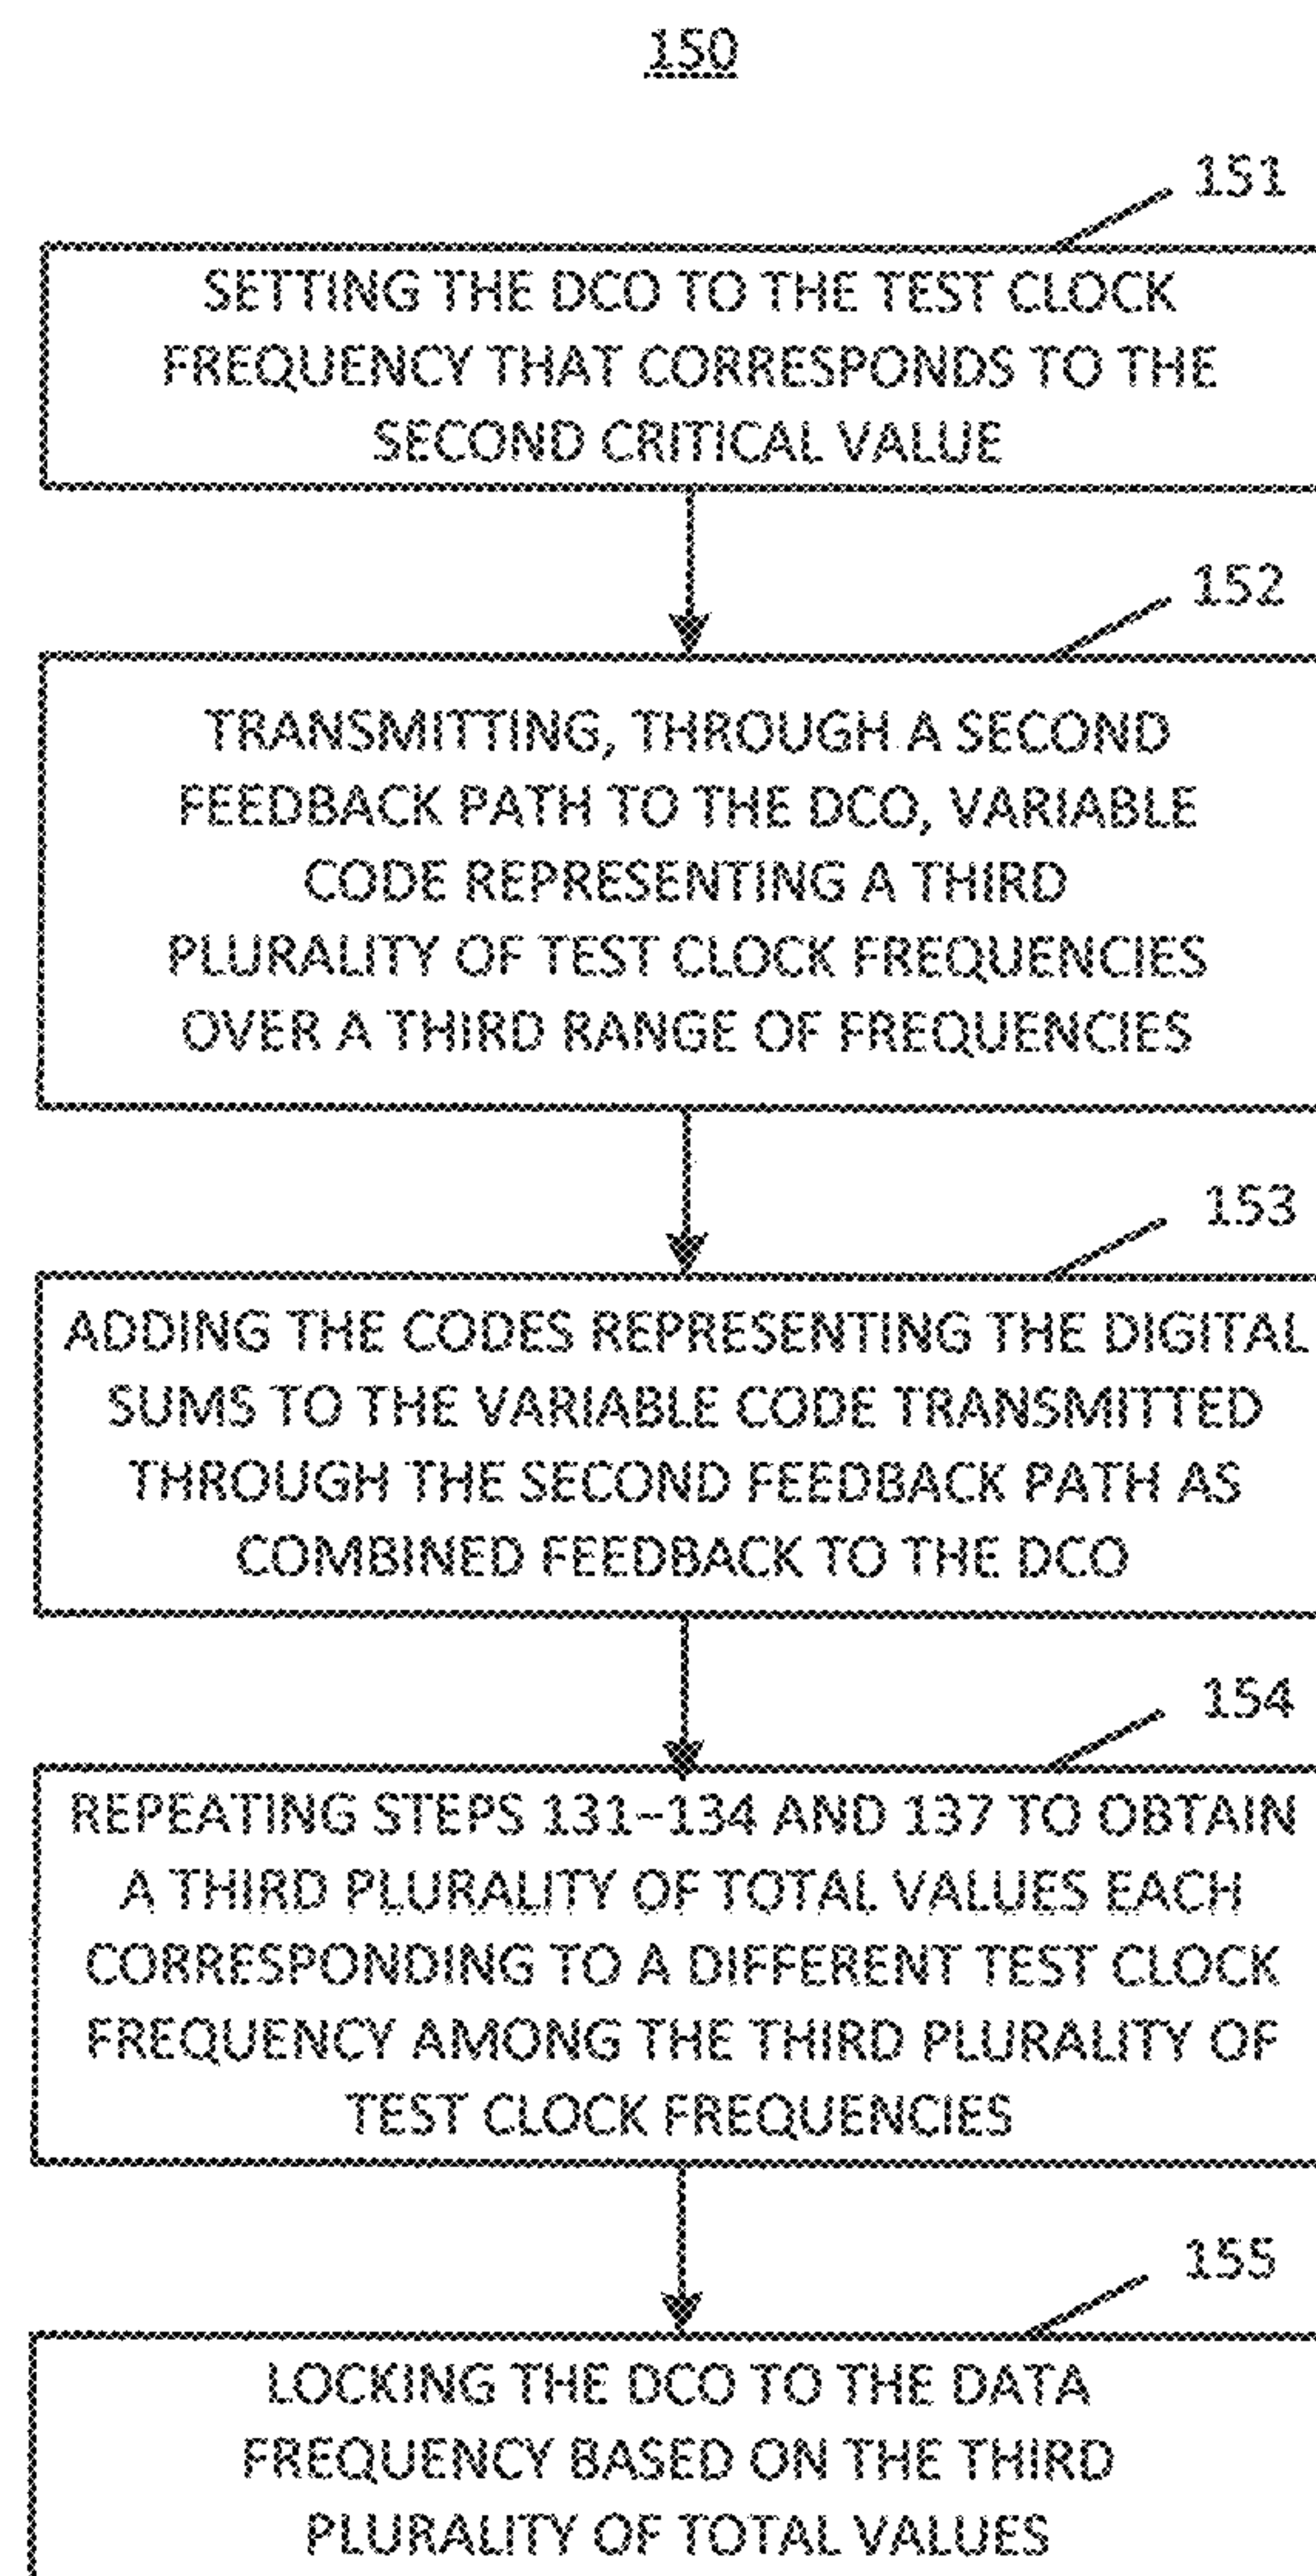 150
151
SETTING THE DCO TO THE TEST CLOCK
FREQUENCY THAT CORRESPONDS TO THE
SECOND CRITICAL VALUE
152
TRANSMITTING, THROUGH A SECOND
FEEDBACK PATH TO THE DCO, VARIABLE
CODE REPRESENTING A THIRD
PLURALITY OF TEST CLOCK FREQUENCIES
OVER A THIRD RANGE OF FREQUENCIES
153
ADDING THE CODES REPRESENTING THE DIGITAL
SUMS TO THE VARIABLE CODE TRANSMITTED
THROUGH THE SECOND FEEDBACK PATH AS
COMBINED FEEDBACK TO THE DCO
154
REPEATING STEPS 131–134 AND 137 TO OBTAIN
A THIRD PLURALITY OF TOTAL VALUES EACH
CORRESPONDING TO A DIFFERENT TEST CLOCK
FREQUENCY AMONG THE THIRD PLURALITY OF
TEST CLOCK FREQUENCIES
155
LOCKING THE DCO TO THE DATA
FREQUENCY BASED ON THE THIRD
PLURALITY OF TOTAL VALUES